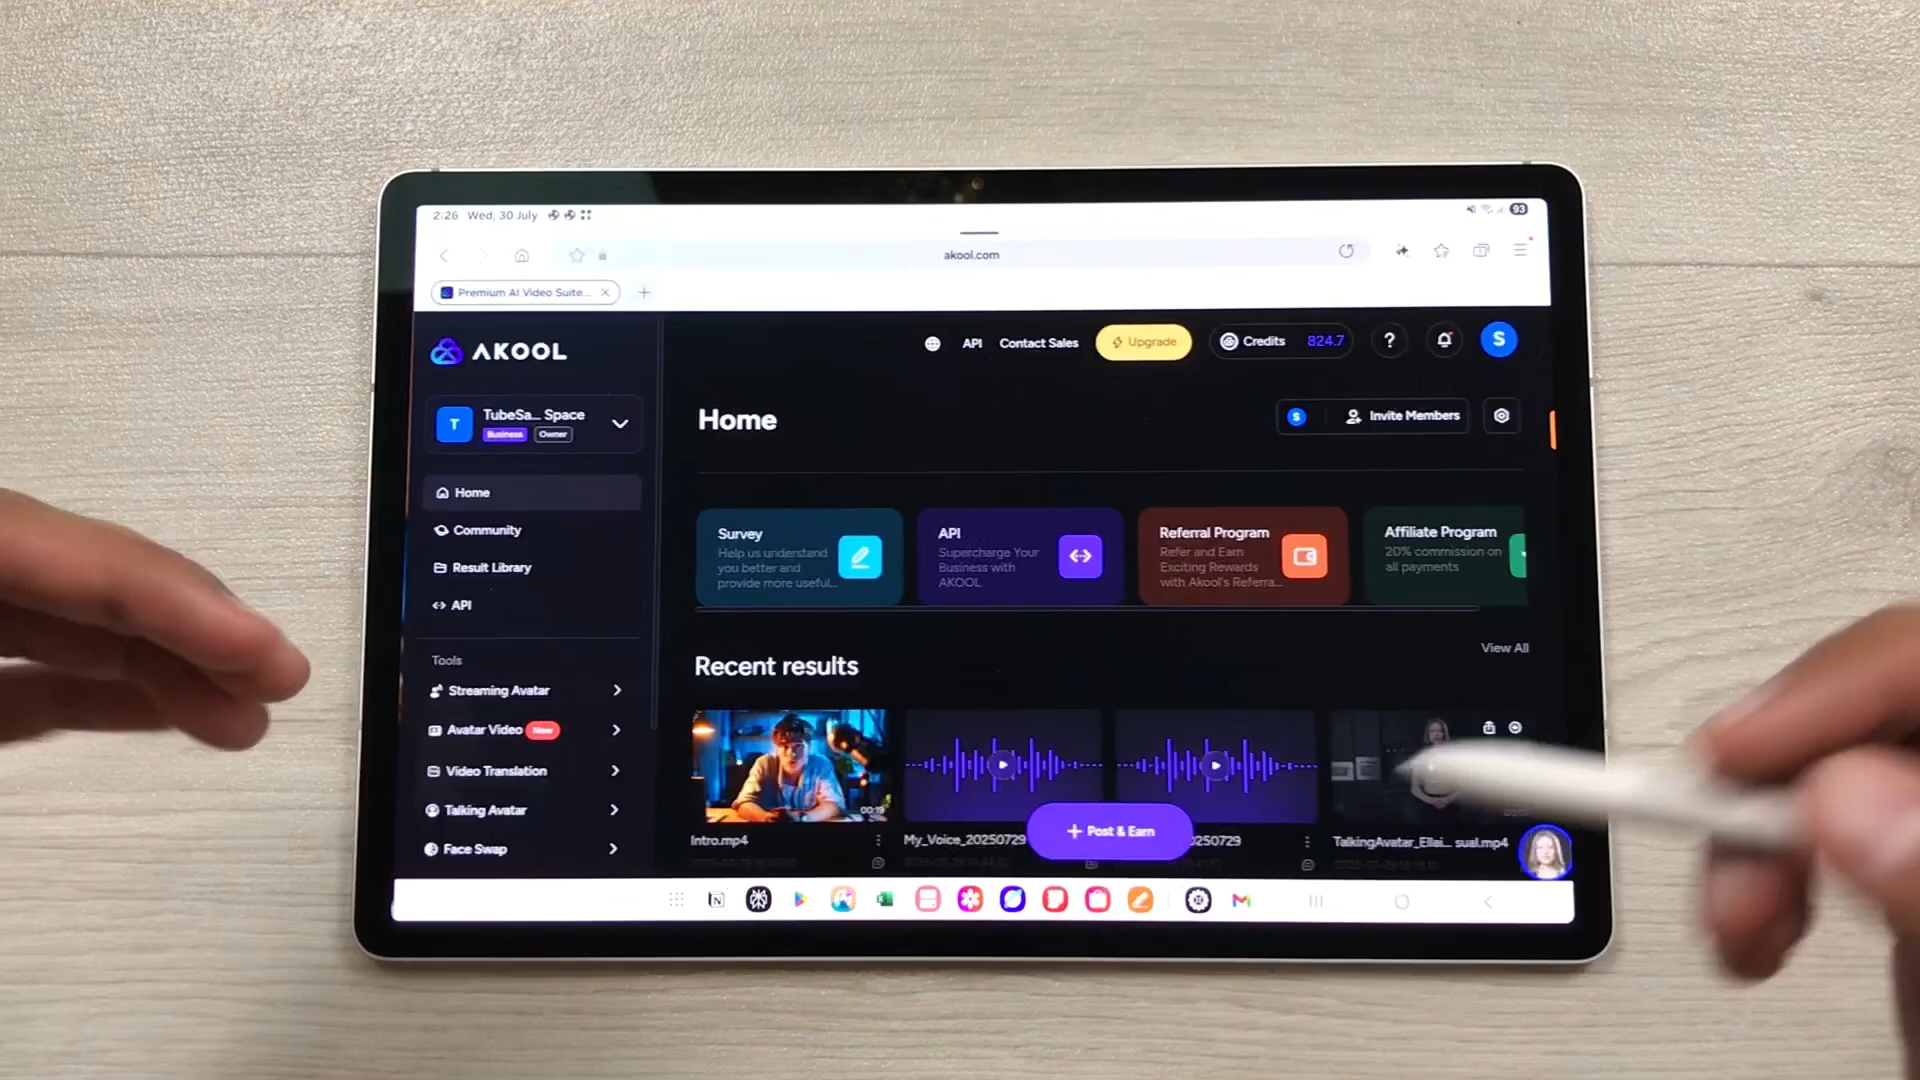 2:26 Wed, 30 July
93
akool.com
Premium AI Video Suite...
AKOOL
API
Contact Sales
Upgrade
Credits 824.7
?
S
T
TubeSa... Space
Business
Owner
Home
S
Invite Members
Home
Community
Result Library
API
Survey
Help us understand
you better and
provide more useful...
API
Supercharge Your
Business with
AKOOL
Referral Program
Refer and Earn
Exciting Rewards
with Akool's Referra...
Affiliate Program
20% commission on
all payments
Tools
Streaming Avatar
Avatar Video New
Video Translation
Talking Avatar
Face Swap
Recent results
View All
00:19
Intro.mp4
My_Voice_20250729
+ Post & Earn
0250729
TalkingAvatar_Ellai... sual.mp4